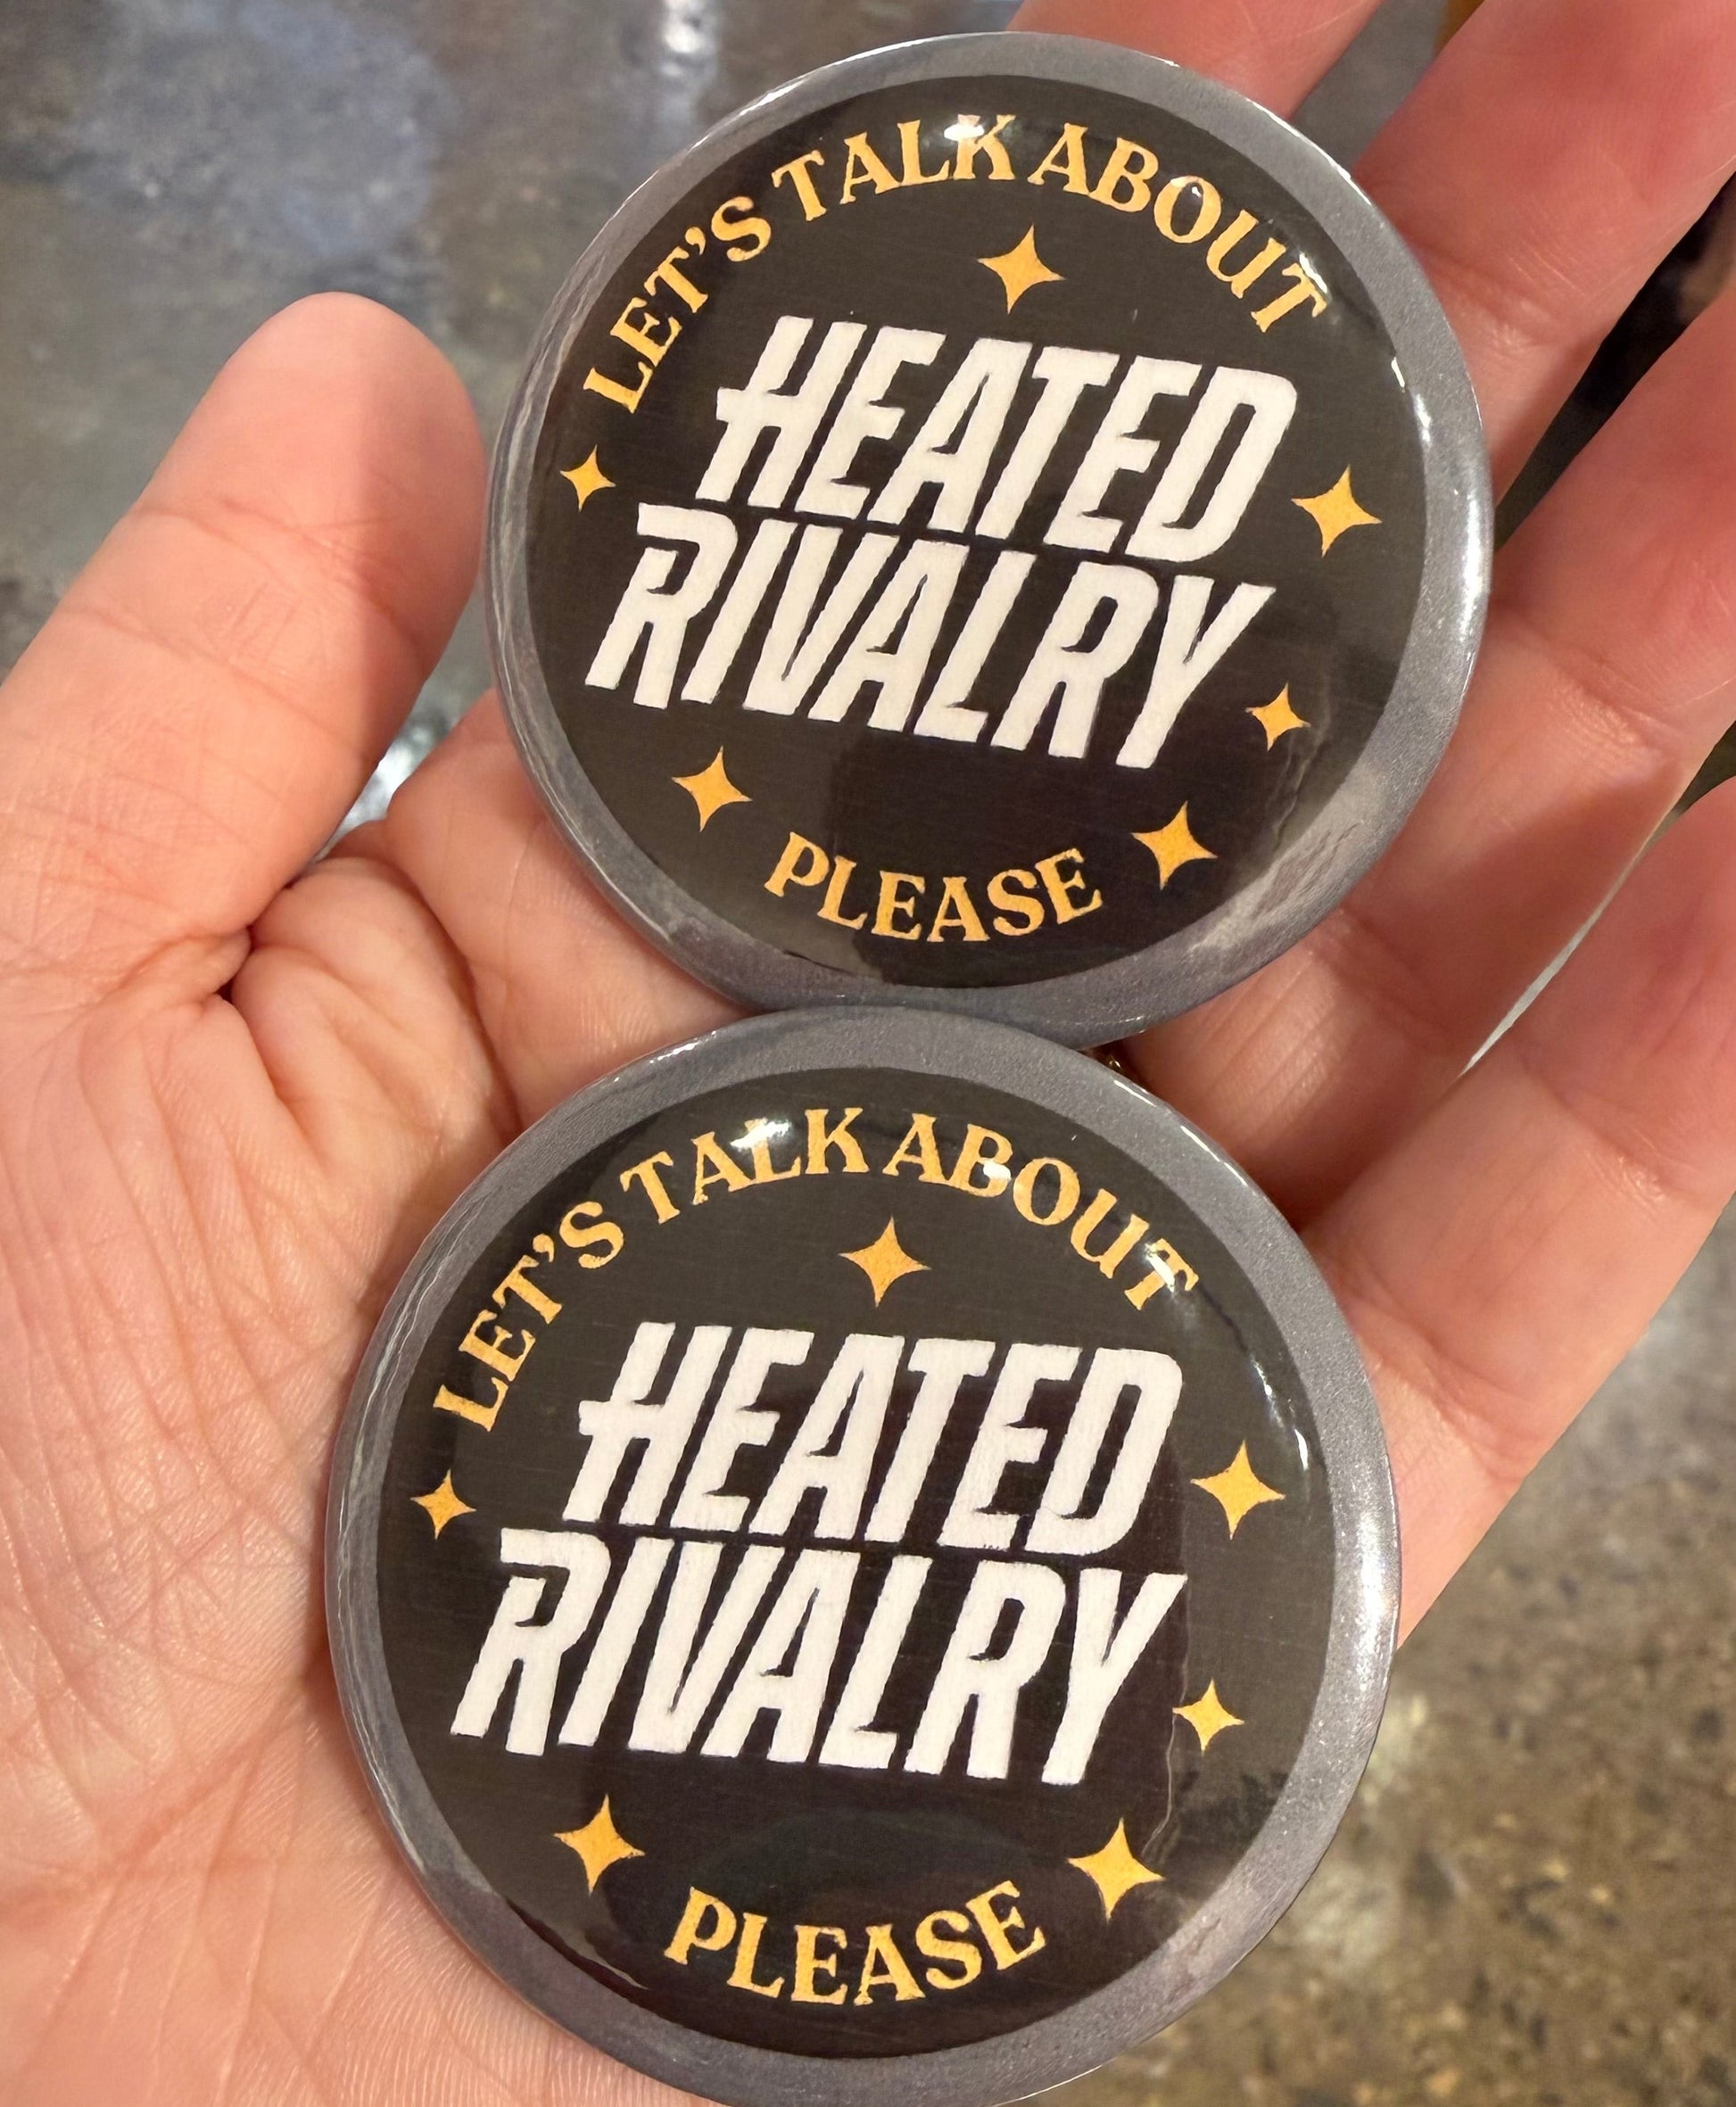 LET'S TALK ABOUT
HEATED
RIVALRY
PLEASE
LET'S TALK ABOUT
HEATED
RIVALRY
PLEASE